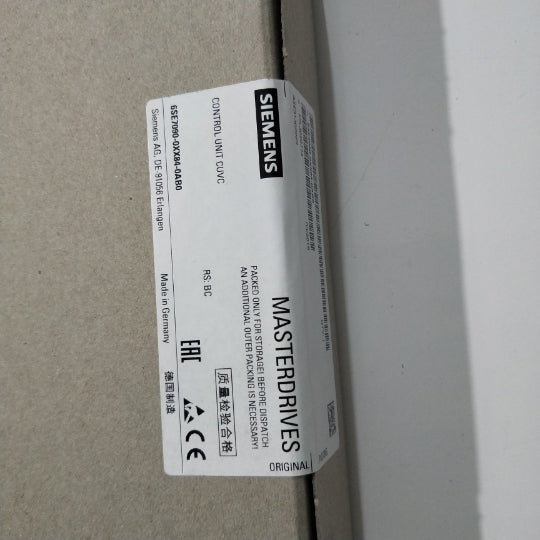 SIEMENS
MASTERDRIVES
ORIGINAL
PACKED ONLY FOR STORAGE! BEFORE DISPATCH
AN ADDITIONAL OUTER PACKING IS NECESSARY!
CONTROL UNIT CUVC
RS: BC
质量检验合格
EAC
CE
6SE7090-0XX84-0AB0
Siemens AG, DE 91056 Erlangen
Made in Germany
德国制造